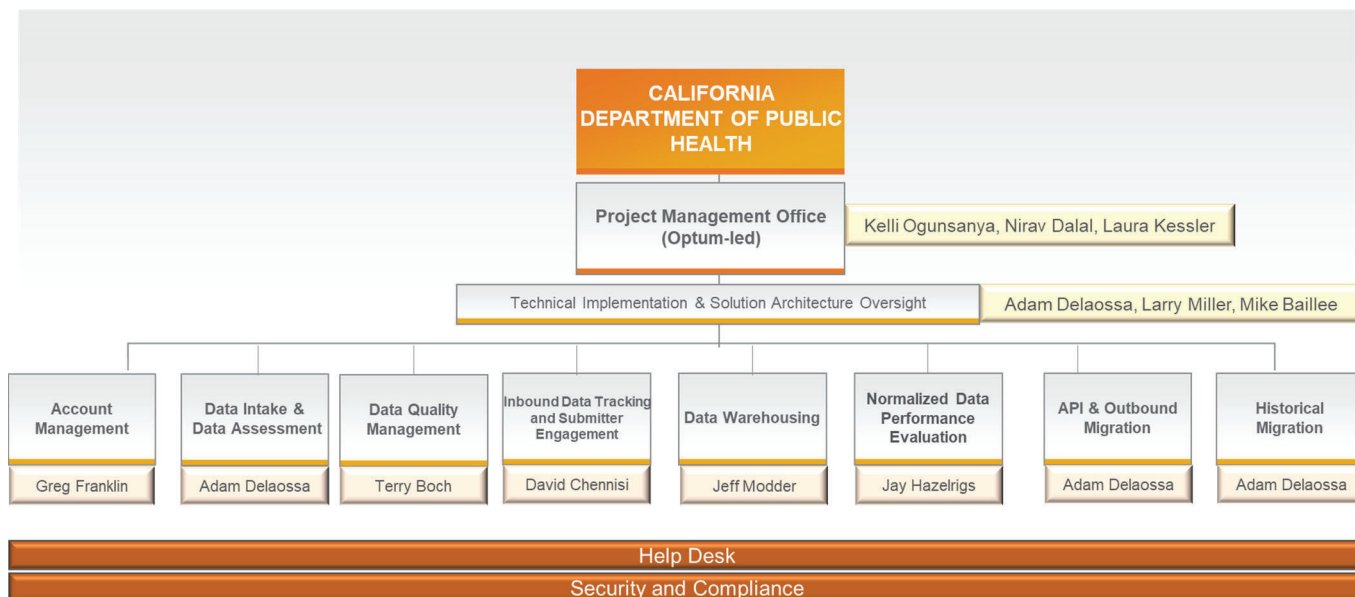 CALIFORNIA
DEPARTMENT OF PUBLIC
HEALTH
Project Management Office
(Optum-led)
Kelli Ogunsanya, Nirav Dalal, Laura Kessler
Technical Implementation & Solution Architecture Oversight
Adam Delaossa, Larry Miller, Mike Baillee
Account
Management
Greg Franklin
Data Intake &
Data Assessment
Adam Delaossa
Data Quality
Management
Terry Boch
Inbound Data Tracking
and Submitter
Engagement
David Chennisi
Data Warehousing
Jeff Modder
Normalized Data
Performance
Evaluation
Jay Hazelrigs
API & Outbound
Migration
Adam Delaossa
Historical
Migration
Adam Delaossa
Help Desk
Security and Compliance